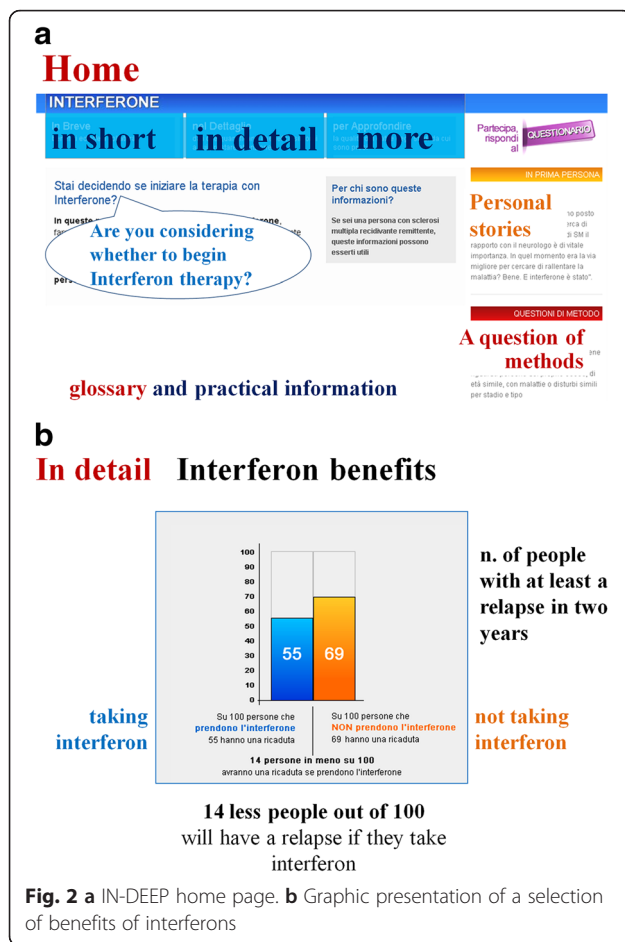 a
Home
INTERFERONE
in Breve
nel Dettaglio
per Approfondire
in short
in detail
more
Partecipa,
rispondi
al
QUESTIONARIO
Stai decidendo se iniziare la terapia con
Interferone?
In queste
Are you considering
whether to begin
Interferon therapy?
Per chi sono queste
informazioni?
Se sei una persona con sclerosi
multipla recidivante remittente,
queste informazioni possono
esserti utili
IN PRIMA PERSONA
Personal
stories
no posto
erca di
di SM il
rapporto con il neurologo è di vitale
importanza. In quel momento era la via
migliore per cercare di rallentare la
malattia? Bene. E interferone è stato".
QUESTIONI DI METODO
A question of
methods
ene
di
età simile, con malattie o disturbi simili
per stadio e tipo
glossary and practical information
b
In detail Interferon benefits
100
90
80
70
60
50
40
30
20
10
0
55
69
n. of people
with at least a
relapse in two
years
taking
interferon
Su 100 persone che
prendono l'interferone
55 hanno una ricaduta
Su 100 persone che
NON prendono l'interferone
69 hanno una ricaduta
not taking
interferon
14 persone in meno su 100
avranno una ricaduta se prendono l'interferone
14 less people out of 100
will have a relapse if they take
interferon
Fig. 2 a IN-DEEP home page. b Graphic presentation of a selection
of benefits of interferons